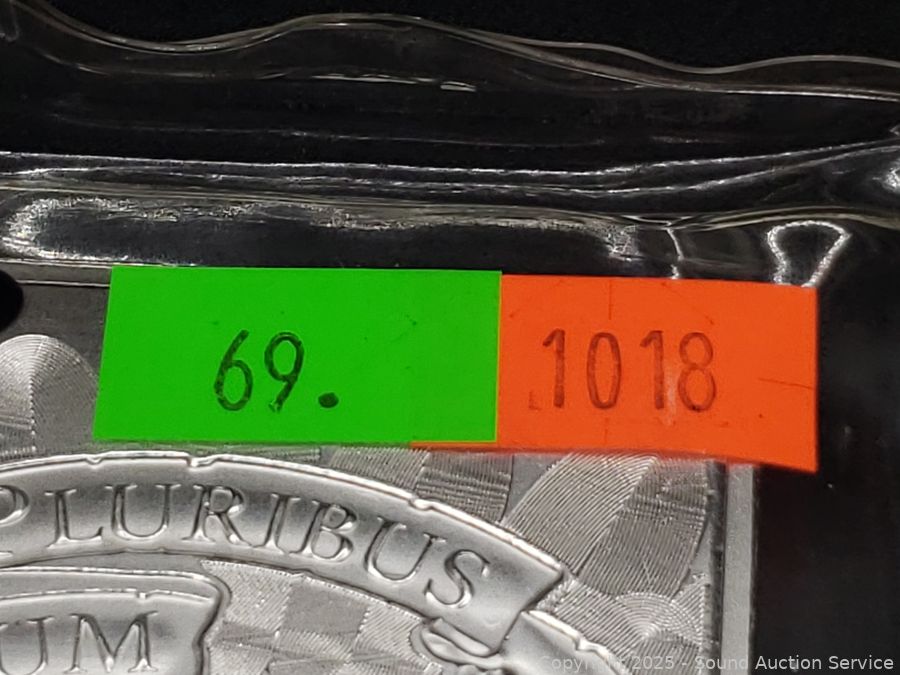 69.
1018
PLURIBUS
UM
Copyright 2025 - Sound Auction Service